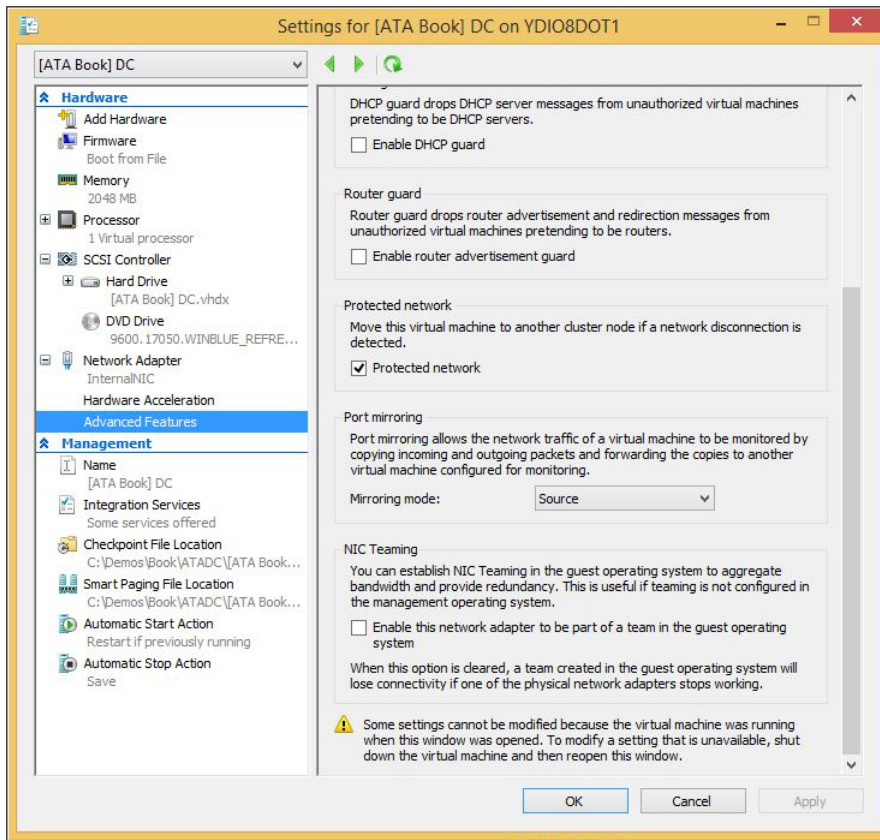 Settings for [ATA Book] DC on YDIO8DOT1
[ATA Book] DC
Hardware
Add Hardware
Firmware
Boot from File
Memory
2048 MB
Processor
1 Virtual processor
SCSI Controller
Hard Drive
[ATA Book] DC.vhdx
DVD Drive
9600.17050.WINBLUE_REFRE...
Network Adapter
InternalNIC
Hardware Acceleration
Advanced Features
Management
Name
[ATA Book] DC
Integration Services
Some services offered
Checkpoint File Location
C:\Demos\Book\ATADC\[ATA Book...
Smart Paging File Location
C:\Demos\Book\ATADC\[ATA Book...
Automatic Start Action
Restart if previously running
Automatic Stop Action
Save
DHCP guard drops DHCP server messages from unauthorized virtual machines
pretending to be DHCP servers.
Enable DHCP guard
Router guard
Router guard drops router advertisement and redirection messages from
unauthorized virtual machines pretending to be routers.
Enable router advertisement guard
Protected network
Move this virtual machine to another cluster node if a network disconnection is
detected.
Protected network
Port mirroring
Port mirroring allows the network traffic of a virtual machine to be monitored by
copying incoming and outgoing packets and forwarding the copies to another
virtual machine configured for monitoring.
Mirroring mode: Source
NIC Teaming
You can establish NIC Teaming in the guest operating system to aggregate
bandwidth and provide redundancy. This is useful if teaming is not configured in
the management operating system.
Enable this network adapter to be part of a team in the guest operating
system
When this option is cleared, a team created in the guest operating system will
lose connectivity if one of the physical network adapters stops working.
Some settings cannot be modified because the virtual machine was running
when this window was opened. To modify a setting that is unavailable, shut
down the virtual machine and then reopen this window.
OK Cancel Apply